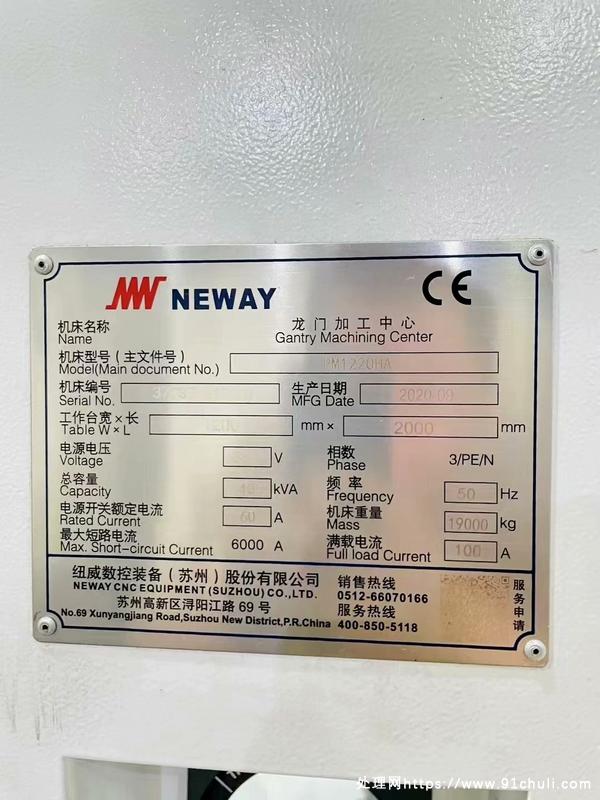 NEWAY
CE
机床名称 龙门加工中心
Name Gantry Machining Center
机床型号(主文件号)
Model(Main document No.) PM1220HA
机床编号 生产日期
Serial No. MFG Date 2020-09
工作台宽×长
Table W×L 1200 mm× 2000 mm
电源电压 相数
Voltage V Phase 3/PE/N
总容量 频率
Capacity 40 kVA Frequency 50 Hz
电源开关额定电流 机床重量
Rated Current 60 A Mass 19000 kg
最大短路电流 满载电流
Max. Short-circuit Current 6000 A Full load Current 100 A
纽威数控装备(苏州)股份有限公司 销售热线
NEWAY CNC EQUIPMENT (SUZHOU) CO.,LTD. 0512-66070166
苏州高新区浔阳江路 69 号 服务热线
No.69 Xunyangjiang Road,Suzhou New District,P.R.China 400-850-5118
服务申请
处理网https://www.91chuli.com